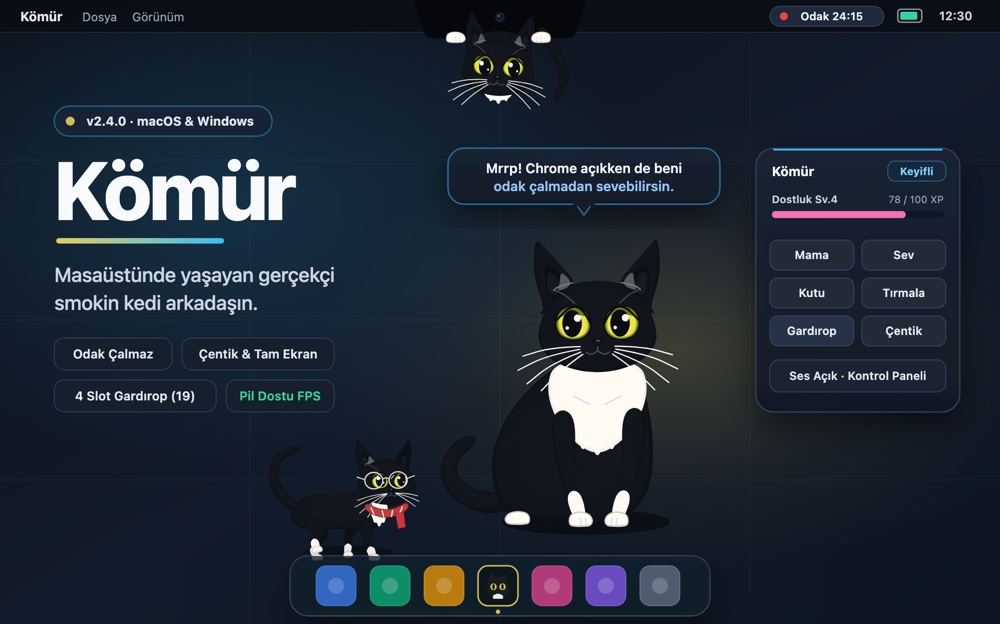 Kömür Dosya Görünüm
Odak 24:15 12:30
v2.4.0 · macOS & Windows
Kömür
Masaüstünde yaşayan gerçekçi
smokin kedi arkadaşın.
Odak Çalmaz
Çentik & Tam Ekran
4 Slot Gardırop (19)
Pil Dostu FPS
Mrrp! Chrome açıkken de beni
odak çalmadan sevebilirsin.
Kömür
Keyifli
Dostluk Sv.4
78 / 100 XP
Mama
Sev
Kutu
Tırmala
Gardırop
Çentik
Ses Açık · Kontrol Paneli